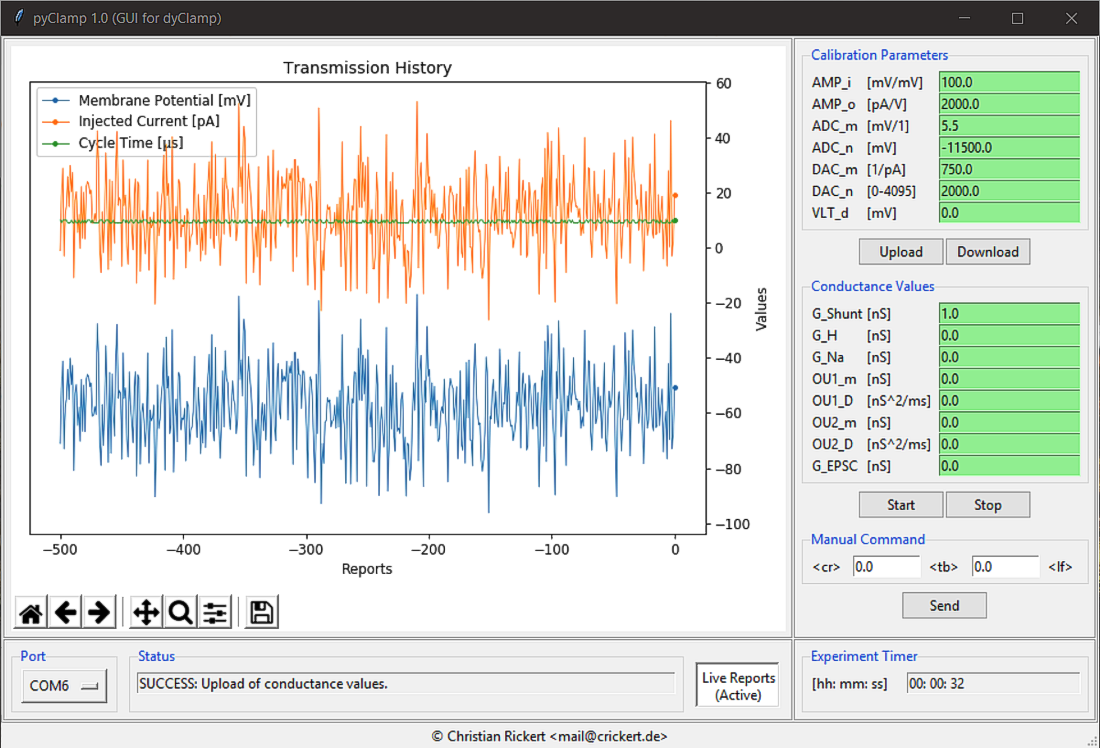 pyClamp 1.0 (GUI for dyClamp)
Transmission History
Membrane Potential [mV]
Injected Current [pA]
Cycle Time [µs]
60
40
20
0
−20
−40
−60
−80
−100
Values
−500 −400 −300 −200 −100 0
Reports
Calibration Parameters
AMP_i [mV/mV] 100.0
AMP_o [pA/V] 2000.0
ADC_m [mV/1] 5.5
ADC_n [mV] -11500.0
DAC_m [1/pA] 750.0
DAC_n [0-4095] 2000.0
VLT_d [mV] 0.0
Upload Download
Conductance Values
G_Shunt [nS] 1.0
G_H [nS] 0.0
G_Na [nS] 0.0
OU1_m [nS] 0.0
OU1_D [nS^2/ms] 0.0
OU2_m [nS] 0.0
OU2_D [nS^2/ms] 0.0
G_EPSC [nS] 0.0
Start Stop
Manual Command
<cr> 0.0 <tb> 0.0 <lf>
Send
Port
COM6
Status
SUCCESS: Upload of conductance values.
Live Reports
(Active)
Experiment Timer
[hh: mm: ss] 00: 00: 32
© Christian Rickert <mail@crickert.de>